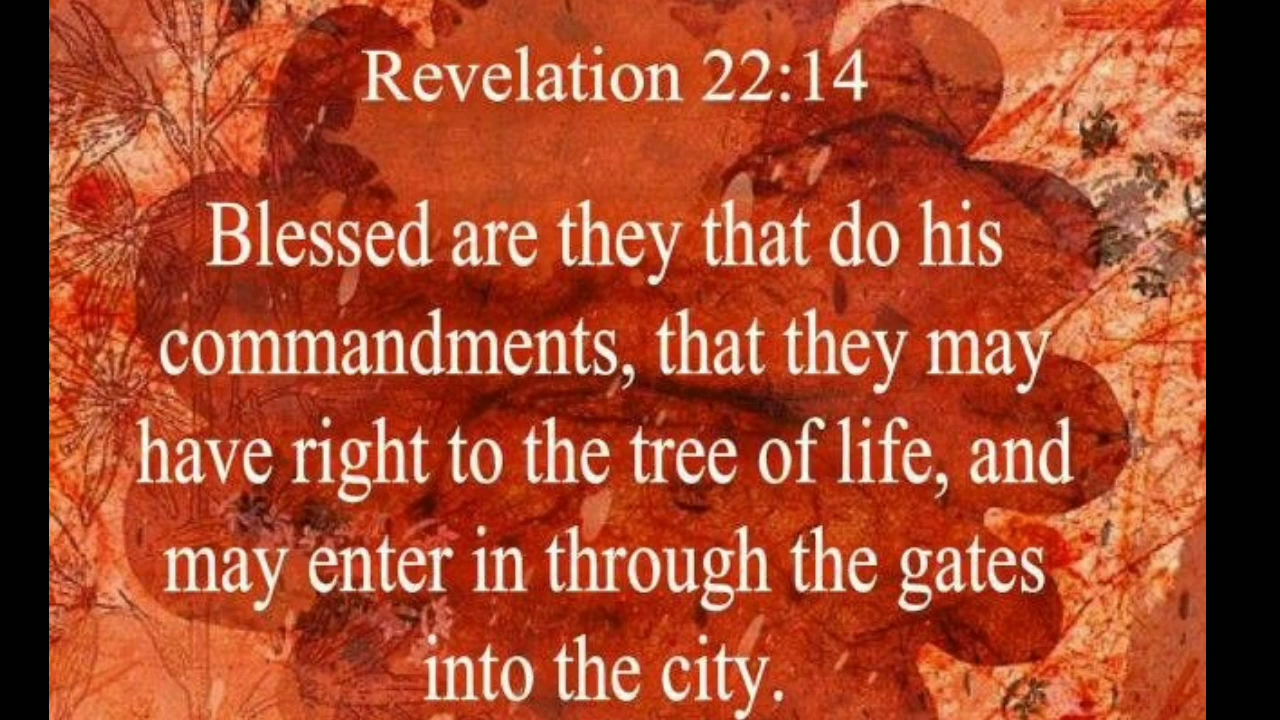 Revelation 22:14
Blessed are they that do his
commandments, that they may
have right to the tree of life, and
may enter in through the gates
into the city.